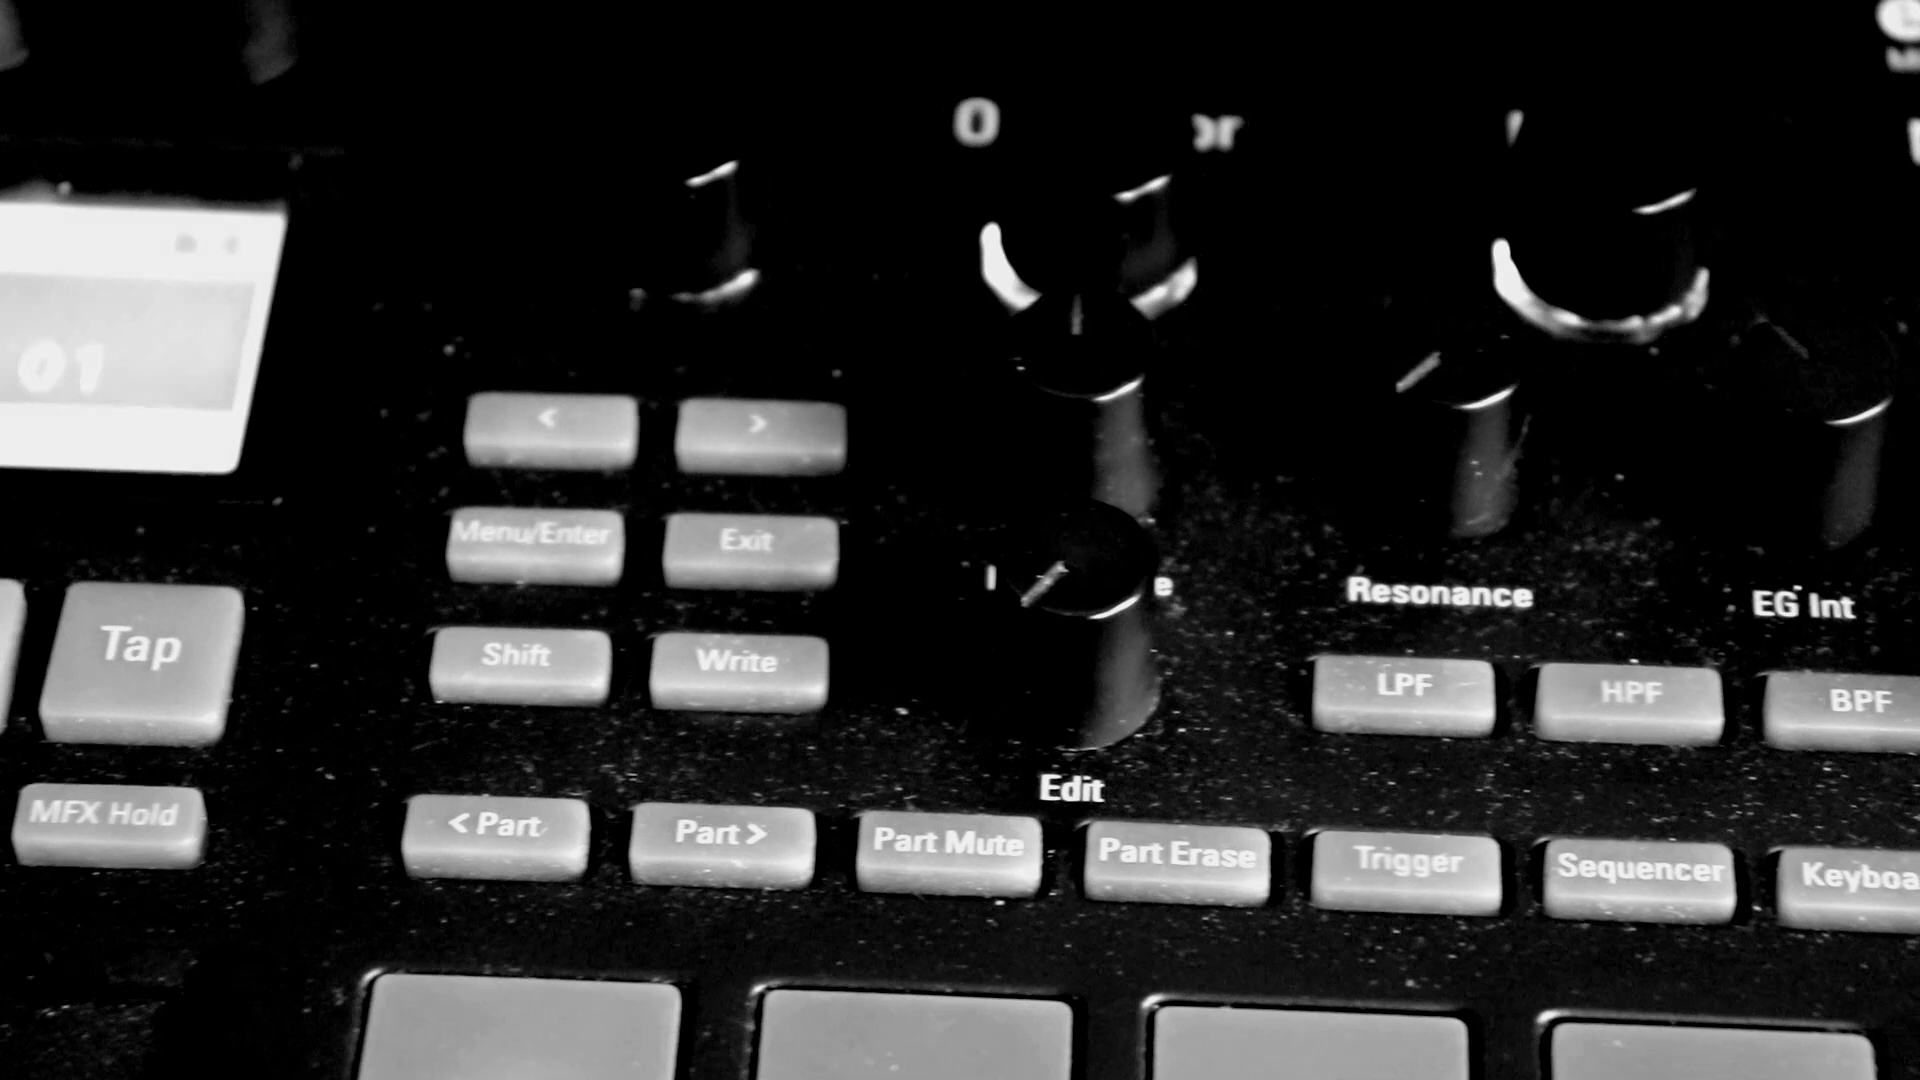 01
<
>
Menu/Enter
Exit
Resonance
EG Int
Tap
Shift
Write
LPF
HPF
BPF
Edit
MFX Hold
< Part
Part >
Part Mute
Part Erase
Trigger
Sequencer
Keyboa